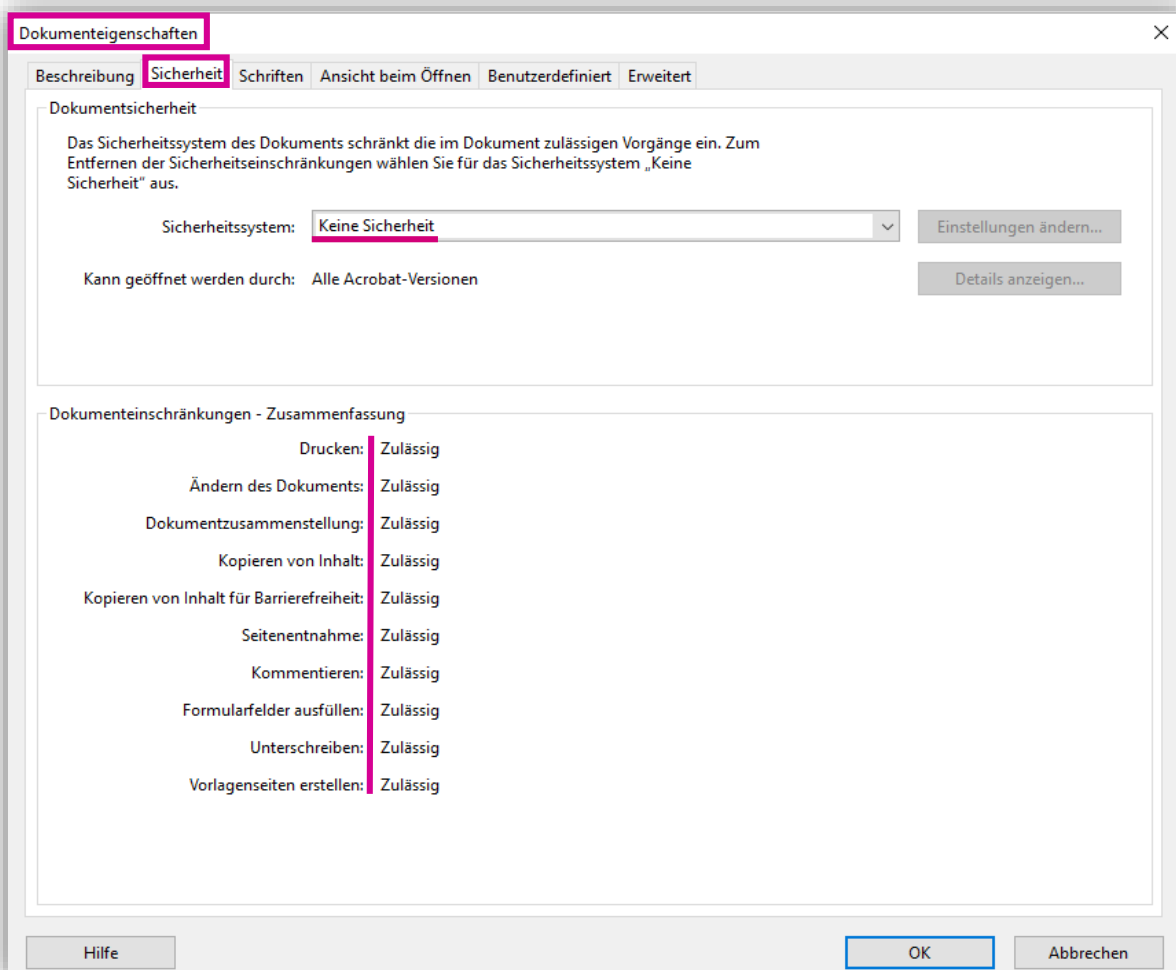 Dokumenteigenschaften
Beschreibung Sicherheit Schriften Ansicht beim Öffnen Benutzerdefiniert Erweitert
Dokumentsicherheit
Das Sicherheitssystem des Dokuments schränkt die im Dokument zulässigen Vorgänge ein. Zum
Entfernen der Sicherheitseinschränkungen wählen Sie für das Sicherheitssystem „Keine
Sicherheit“ aus.
Sicherheitssystem: Keine Sicherheit Einstellungen ändern...
Kann geöffnet werden durch: Alle Acrobat-Versionen Details anzeigen...
Dokumenteinschränkungen - Zusammenfassung
Drucken: Zulässig
Ändern des Dokuments: Zulässig
Dokumentzusammenstellung: Zulässig
Kopieren von Inhalt: Zulässig
Kopieren von Inhalt für Barrierefreiheit: Zulässig
Seitenentnahme: Zulässig
Kommentieren: Zulässig
Formularfelder ausfüllen: Zulässig
Unterschreiben: Zulässig
Vorlagenseiten erstellen: Zulässig
Hilfe OK Abbrechen